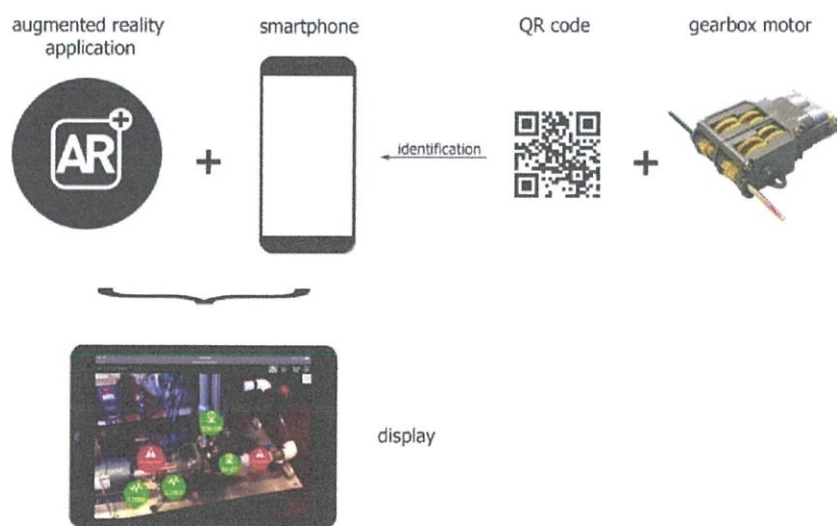 augmented reality
application
smartphone
QR code
gearbox motor
AR
identification
display